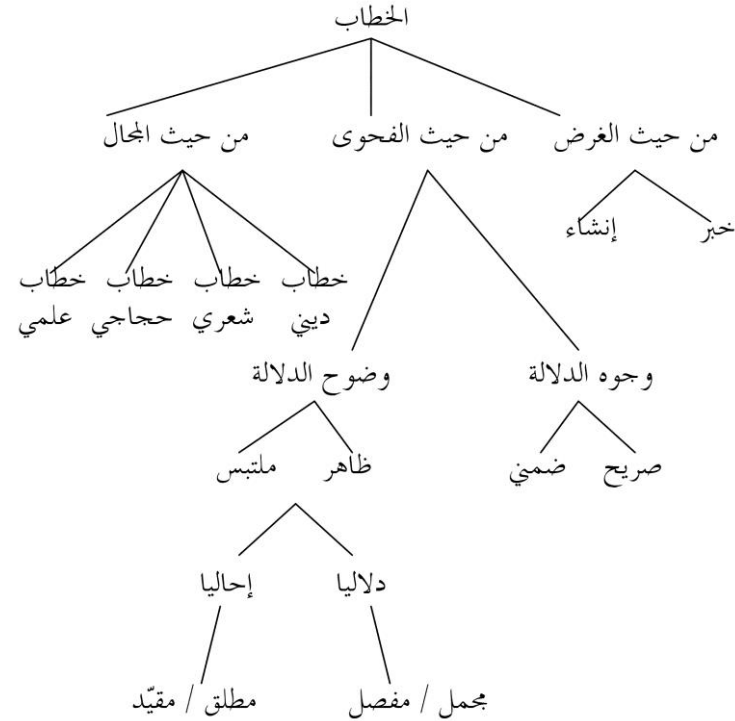 الخطاب
من حيث الغرض من حيث الفحوى من حيث المجال
خبر إنشاء
خطاب خطاب خطاب خطاب
ديني شعري حجاجي علمي
وجوه الدلالة وضوح الدلالة
صريح ضمني ظاهر ملتبس
دلاليا إحاليا
مجمل / مفصل مطلق / مقيّد